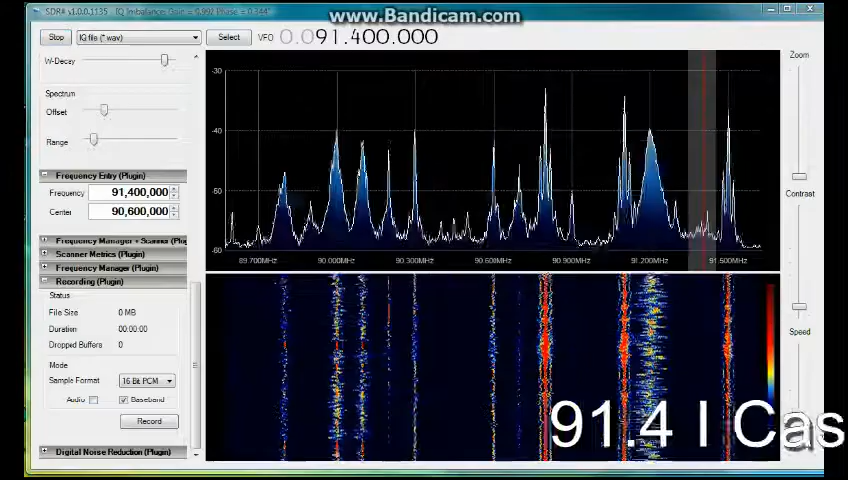 www.Bandicam.com
SDR# v1.0.0.1135 - IQ Imbalance: Gain = 0.992 Phase = 0.344°
Stop
IQ file (*.wav)
Select
VFO
0.091.400.000
W-Decay
Spectrum
Offset
Range
Frequency Entry (Plugin)
Frequency 91,400,000
Center 90,600,000
Frequency Manager + Scanner (Plug
Scanner Metrics (Plugin)
Frequency Manager (Plugin)
Recording (Plugin)
Status
File Size 0 MB
Duration 00:00:00
Dropped Buffers 0
Mode
Sample Format 16 Bit PCM
Audio Baseband
Record
Digital Noise Reduction (Plugin)
-30
-40
-50
-60
89.700MHz 90.000MHz 90.300MHz 90.600MHz 90.900MHz 91.200MHz 91.500MHz
Zoom
Contrast
Speed
91.4 I Cas